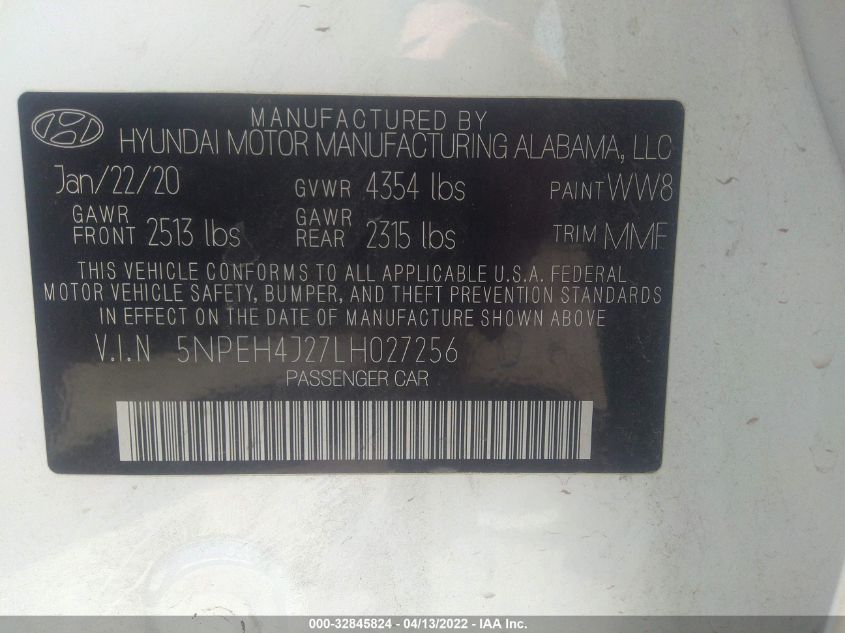 MANUFACTURED BY
HYUNDAI MOTOR MANUFACTURING ALABAMA, LLC
Jan/22/20 GVWR 4354 lbs PAINT WW8
GAWR FRONT 2513 lbs GAWR REAR 2315 lbs TRIM MMF
THIS VEHICLE CONFORMS TO ALL APPLICABLE U.S.A. FEDERAL
MOTOR VEHICLE SAFETY, BUMPER, AND THEFT PREVENTION STANDARDS
IN EFFECT ON THE DATE OF MANUFACTURE SHOWN ABOVE
V.I.N 5NPEH4J27LH027256
PASSENGER CAR
000-32845824 - 04/13/2022 - IAA Inc.